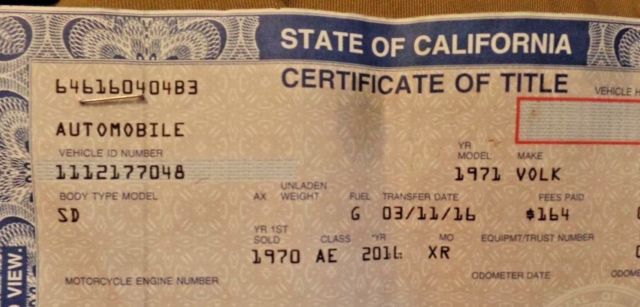 STATE OF CALIFORNIA
CERTIFICATE OF TITLE
VEHICLE H
64616040483
AUTOMOBILE
VEHICLE ID NUMBER
1112177048
YR MODEL
1971
MAKE
VOLK
BODY TYPE MODEL
SD
AX
UNLADEN WEIGHT
FUEL
G
TRANSFER DATE
03/11/16
FEES PAID
$164
YR 1ST SOLD
1970
CLASS
AE
*YR
2016
MO
XR
EQUIPMT/TRUST NUMBER
MOTORCYCLE ENGINE NUMBER
ODOMETER DATE
ODOME
VIEW.